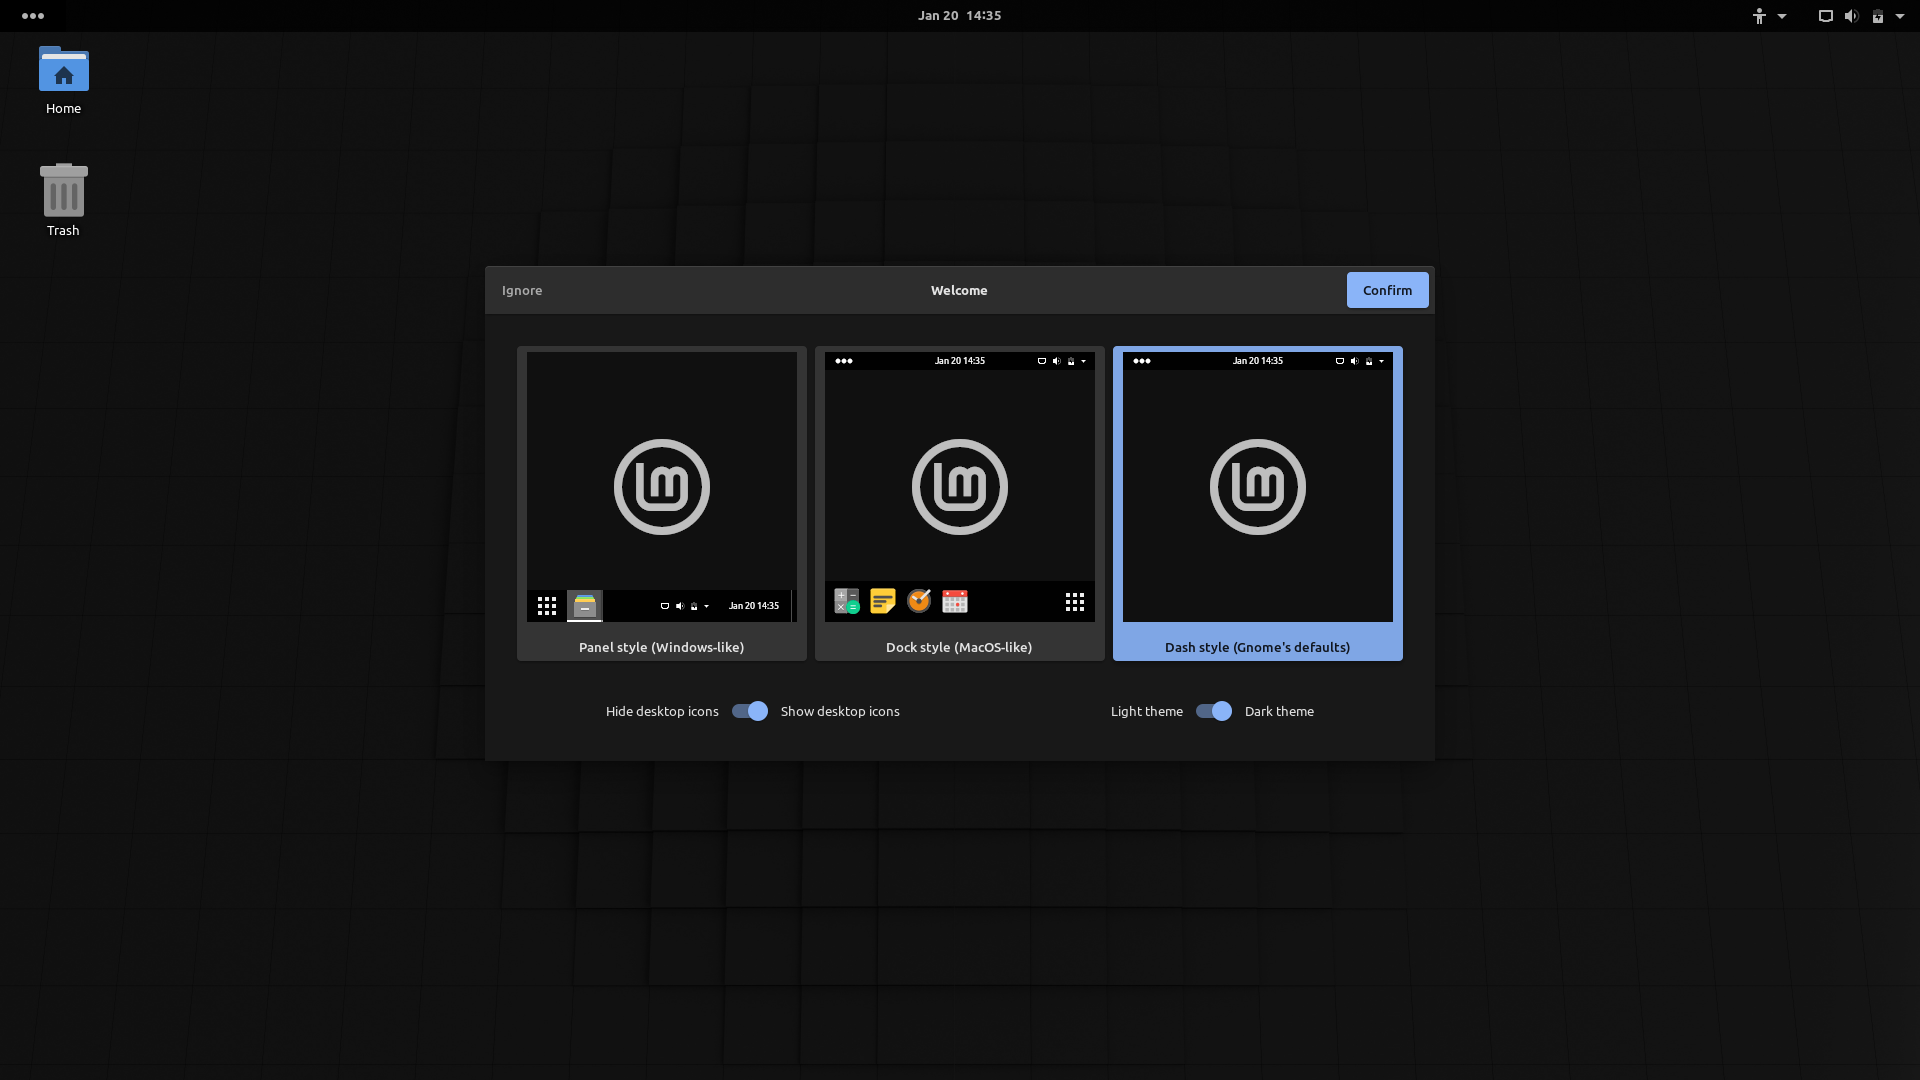 Jan 20 14:35
Home
Trash
Ignore
Welcome
Confirm
Jan 20 14:35
Panel style (Windows-like)
Jan 20 14:35
Dock style (MacOS-like)
Jan 20 14:35
Dash style (Gnome's defaults)
Hide desktop icons
Show desktop icons
Light theme
Dark theme